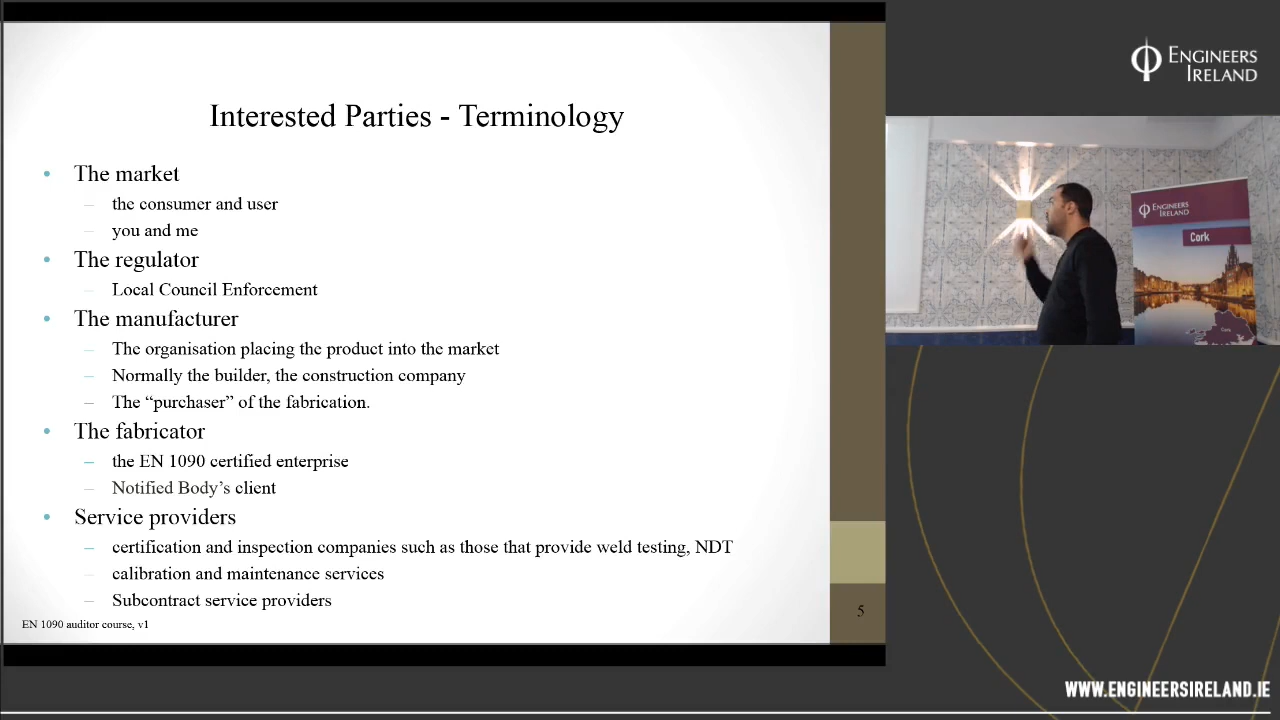 Interested Parties - Terminology
• The market
– the consumer and user
– you and me
• The regulator
– Local Council Enforcement
• The manufacturer
– The organisation placing the product into the market
– Normally the builder, the construction company
– The “purchaser” of the fabrication.
• The fabricator
– the EN 1090 certified enterprise
– Notified Body’s client
• Service providers
– certification and inspection companies such as those that provide weld testing, NDT
– calibration and maintenance services
– Subcontract service providers
EN 1090 auditor course, v1
5
ENGINEERS
IRELAND
ENGINEERS
IRELAND
Cork
WWW.ENGINEERSIRELAND.IE